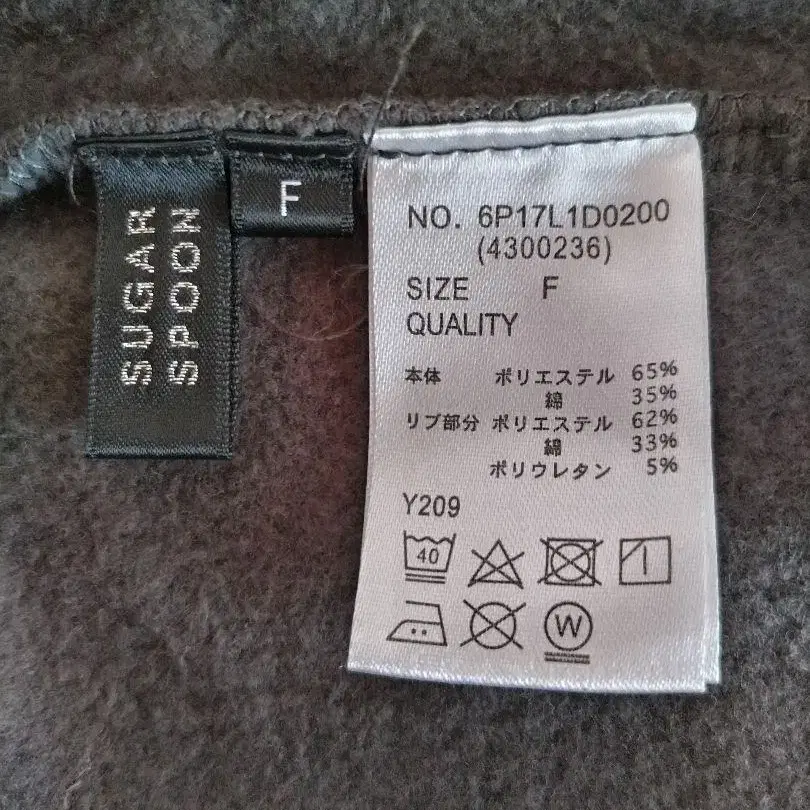 SUGAR
SPOON
F
NO. 6P17L1D0200
(4300236)
SIZE F
QUALITY
本体 ポリエステル 65%
綿 35%
リブ部分 ポリエステル 62%
綿 33%
ポリウレタン 5%
Y209
40
W